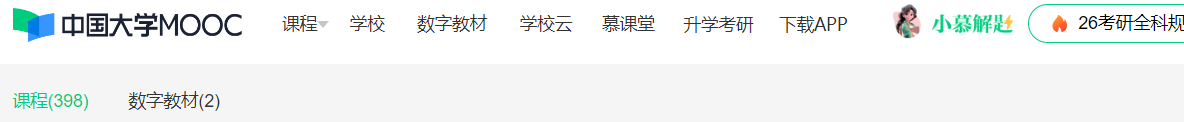 中国大学MOOC 课程 学校 数字教材 学校云 慕课堂 升学考研 下载APP 小慕解题 26考研全科规
课程(398) 数字教材(2)